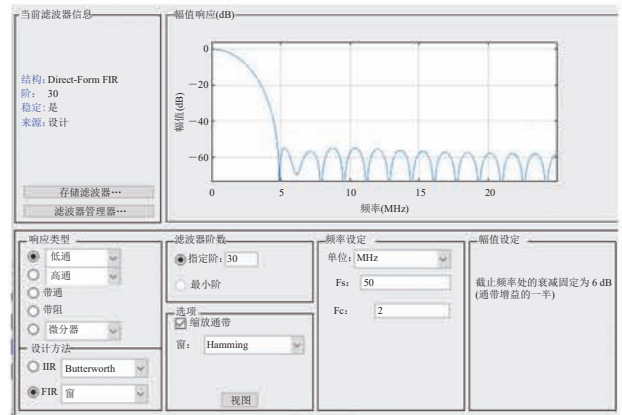 当前滤波器信息
结构: Direct-Form FIR
阶: 30
稳定: 是
来源: 设计
存储滤波器…
滤波器管理器…
幅值响应(dB)
幅值(dB)
0
−20
−40
−60
0
5
10
15
20
频率(MHz)
响应类型
低通
高通
带通
带阻
微分器
设计方法
IIR Butterworth
FIR 窗
滤波器阶数
指定阶: 30
最小阶
选项
缩放通带
窗: Hamming
视图
频率设定
单位: MHz
Fs: 50
Fc: 2
幅值设定
截止频率处的衰减固定为 6 dB
(通带增益的一半)